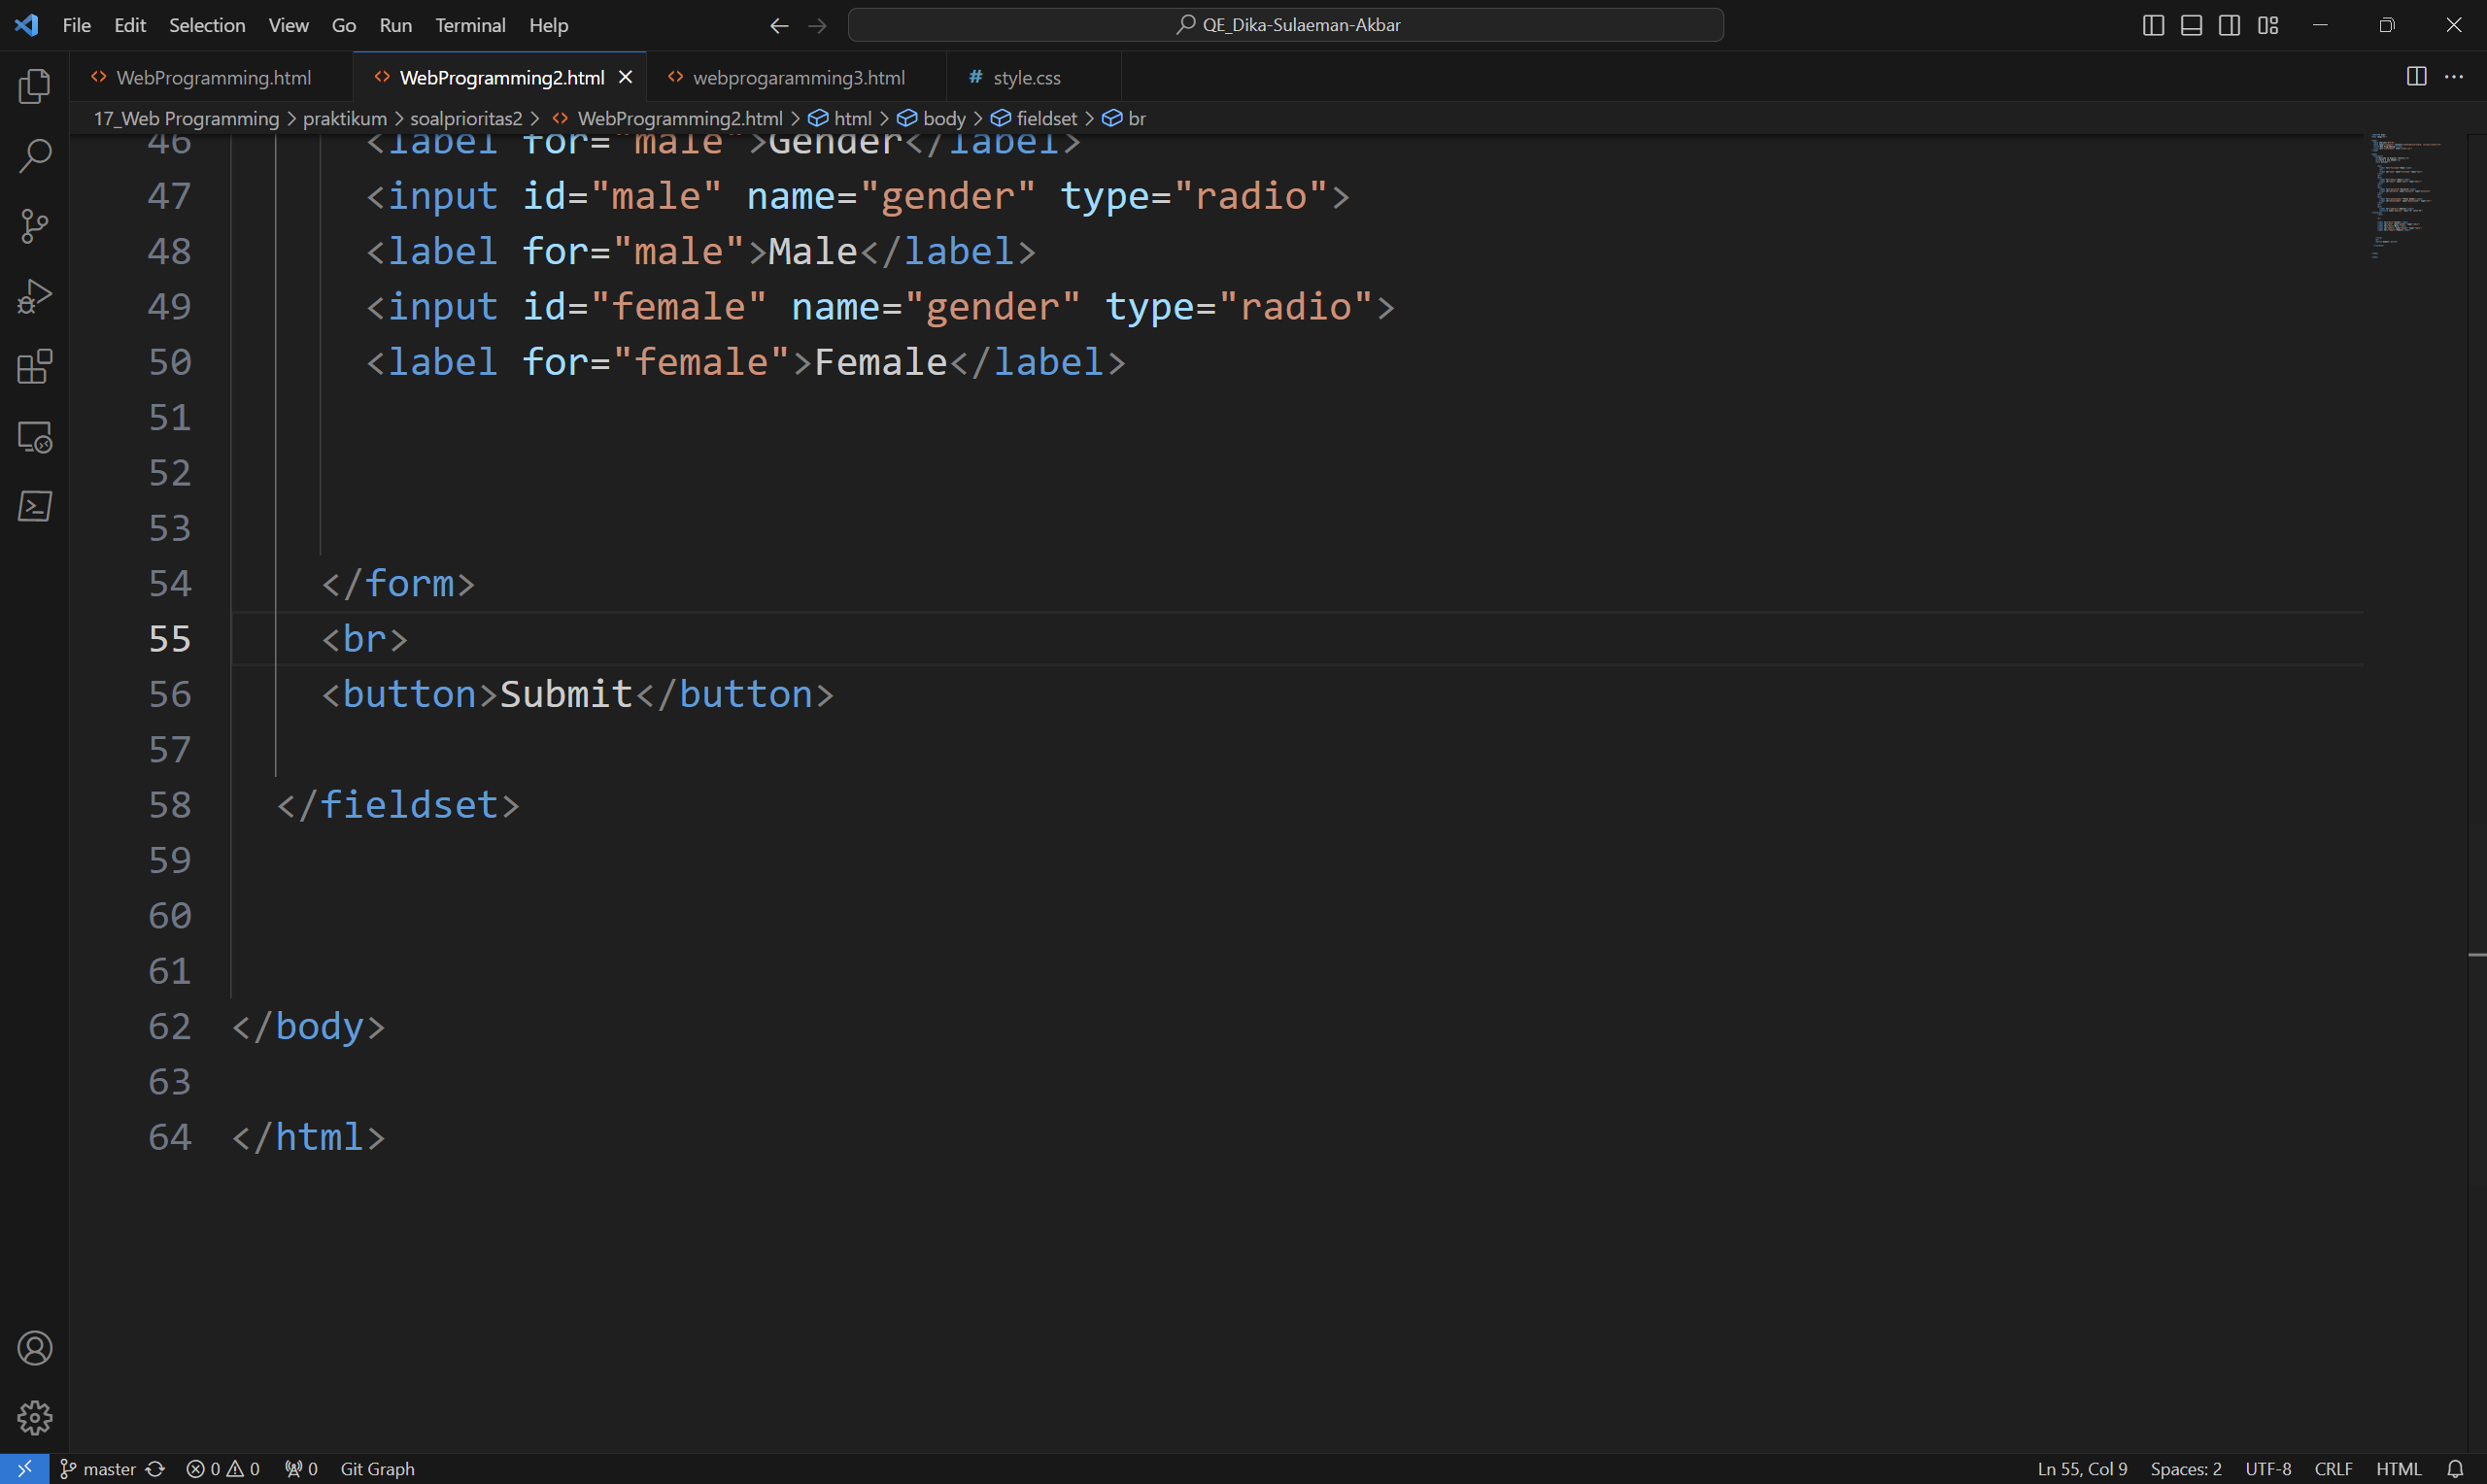 File Edit Selection View Go Run Terminal Help QE_Dika-Sulaeman-Akbar
WebProgramming.html WebProgramming2.html webprogaramming3.html # style.css
17_Web Programming > praktikum > soalprioritas2 > WebProgramming2.html > html > body > fieldset > br
46 <label for="male">Gender</label>
47 <input id="male" name="gender" type="radio">
48 <label for="male">Male</label>
49 <input id="female" name="gender" type="radio">
50 <label for="female">Female</label>
51
52
53
54 </form>
55 <br>
56 <button>Submit</button>
57
58 </fieldset>
59
60
61
62 </body>
63
64 </html>
master 0 0 0 Git Graph Ln 55, Col 9 Spaces: 2 UTF-8 CRLF HTML